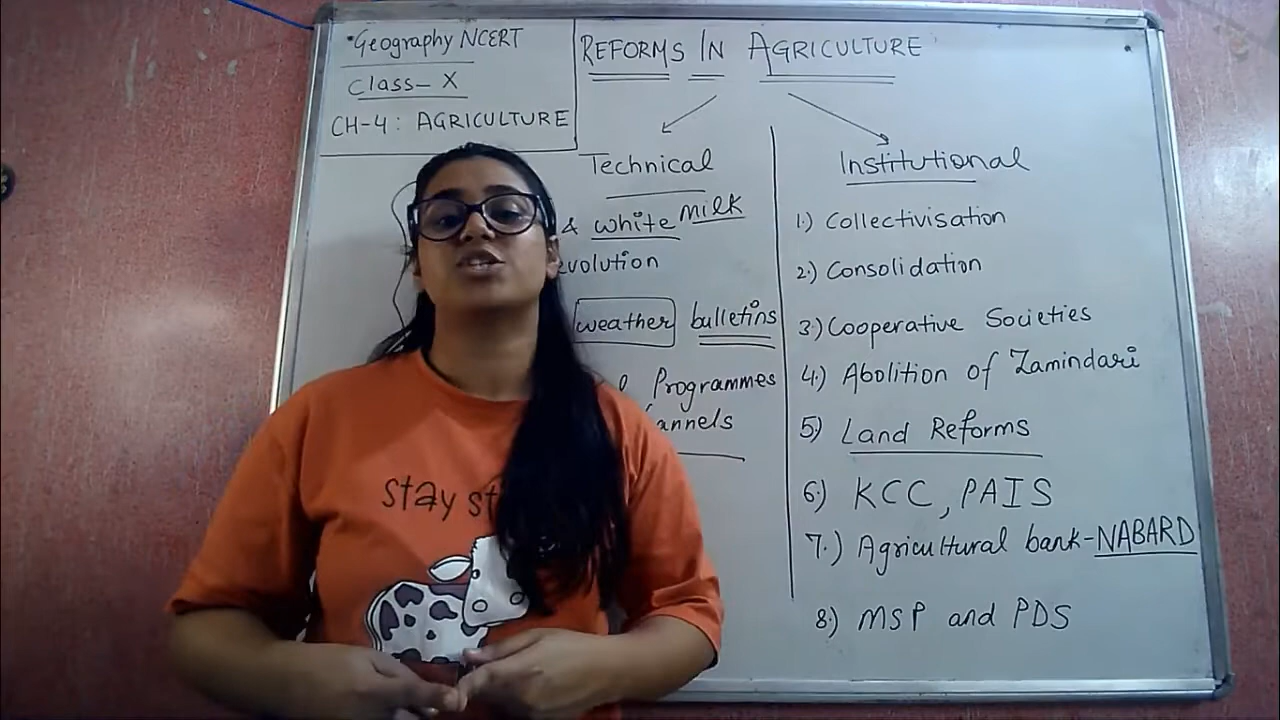 Geography NCERT
Class- X
CH-4: AGRICULTURE
REFORMS IN AGRICULTURE
Technical
& white milk
evolution
weather bulletins
Programmes
annels
Institutional
1.) Collectivisation
2.) Consolidation
3.) Cooperative Societies
4.) Abolition of Zamindari
5) Land Reforms
6.) KCC, PAIS
7.) Agricultural bank-NABARD
8.) MSP and PDS
stay st